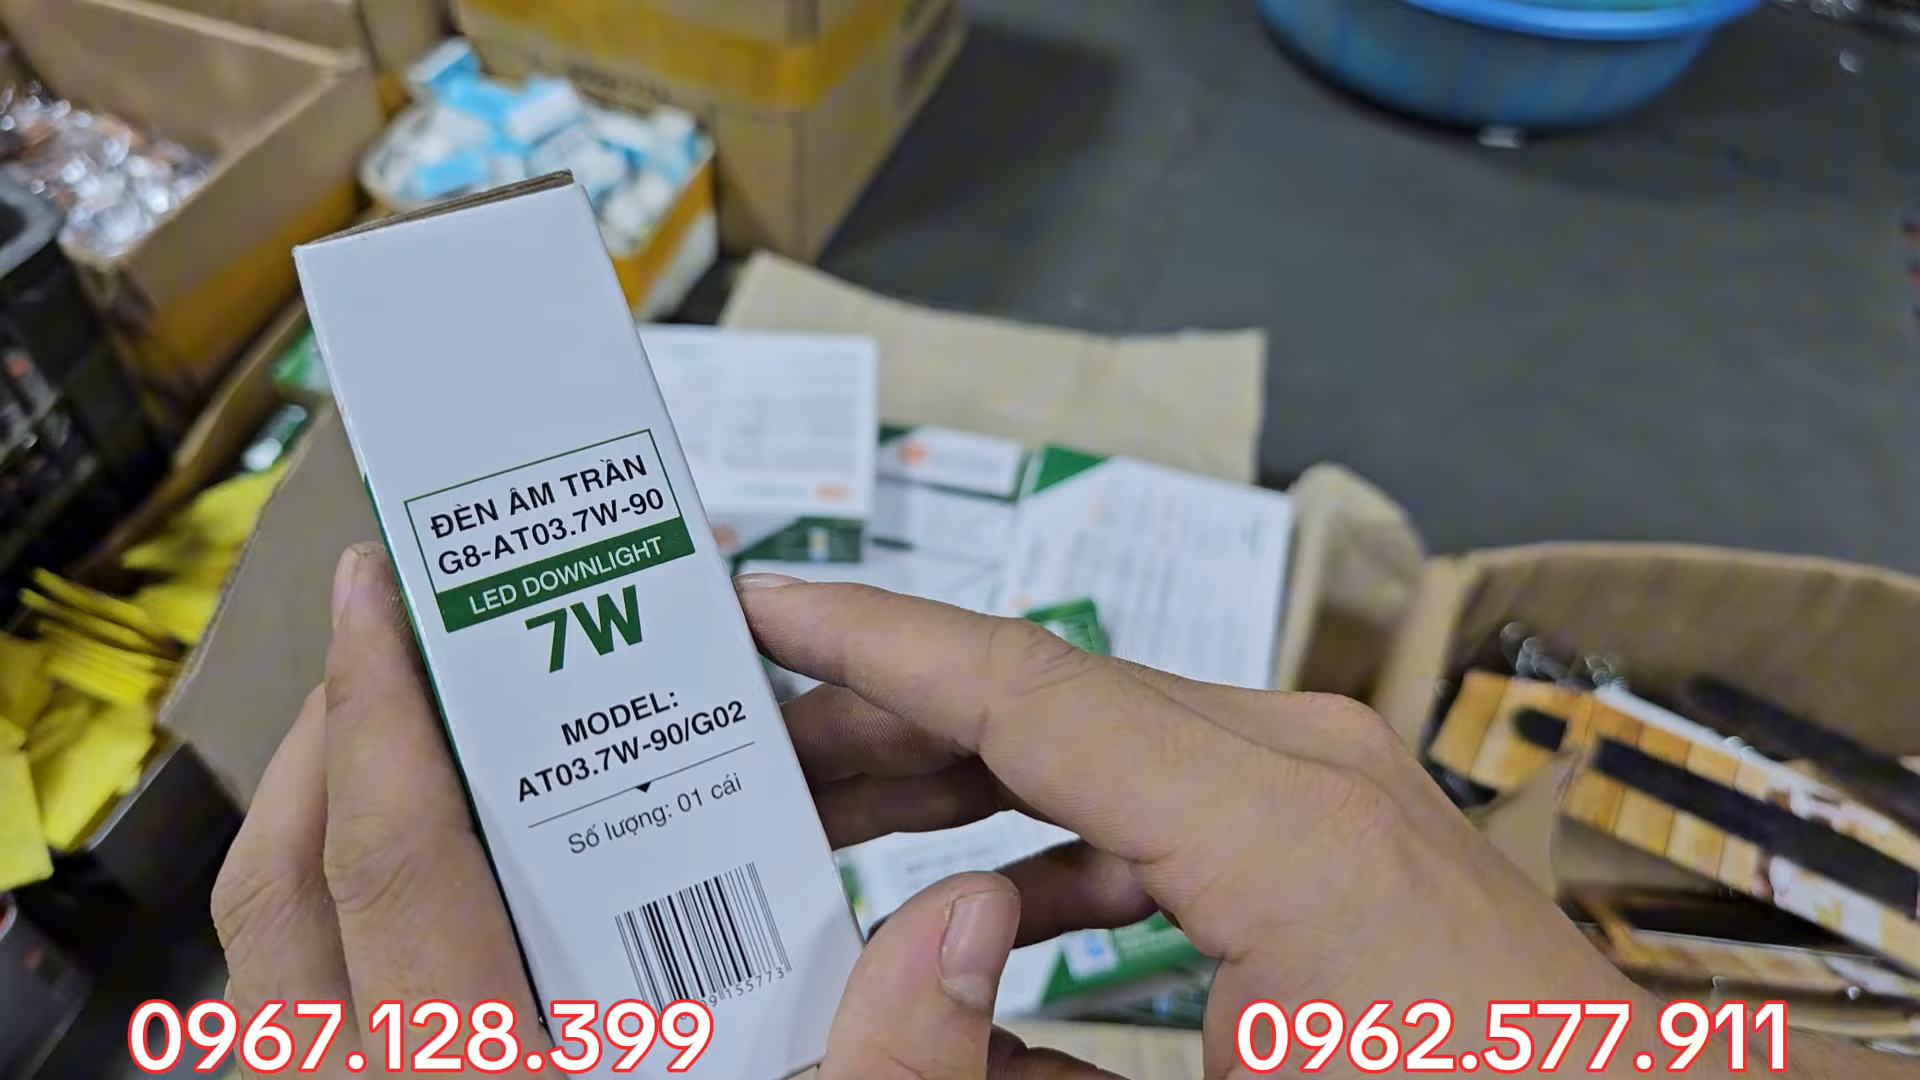 ĐÈN ÂM TRẦN
G8-AT03.7W-90
LED DOWNLIGHT
7W
MODEL:
AT03.7W-90/G02
Số lượng: 01 cái
9155773
0967.128.399
0962.577.911